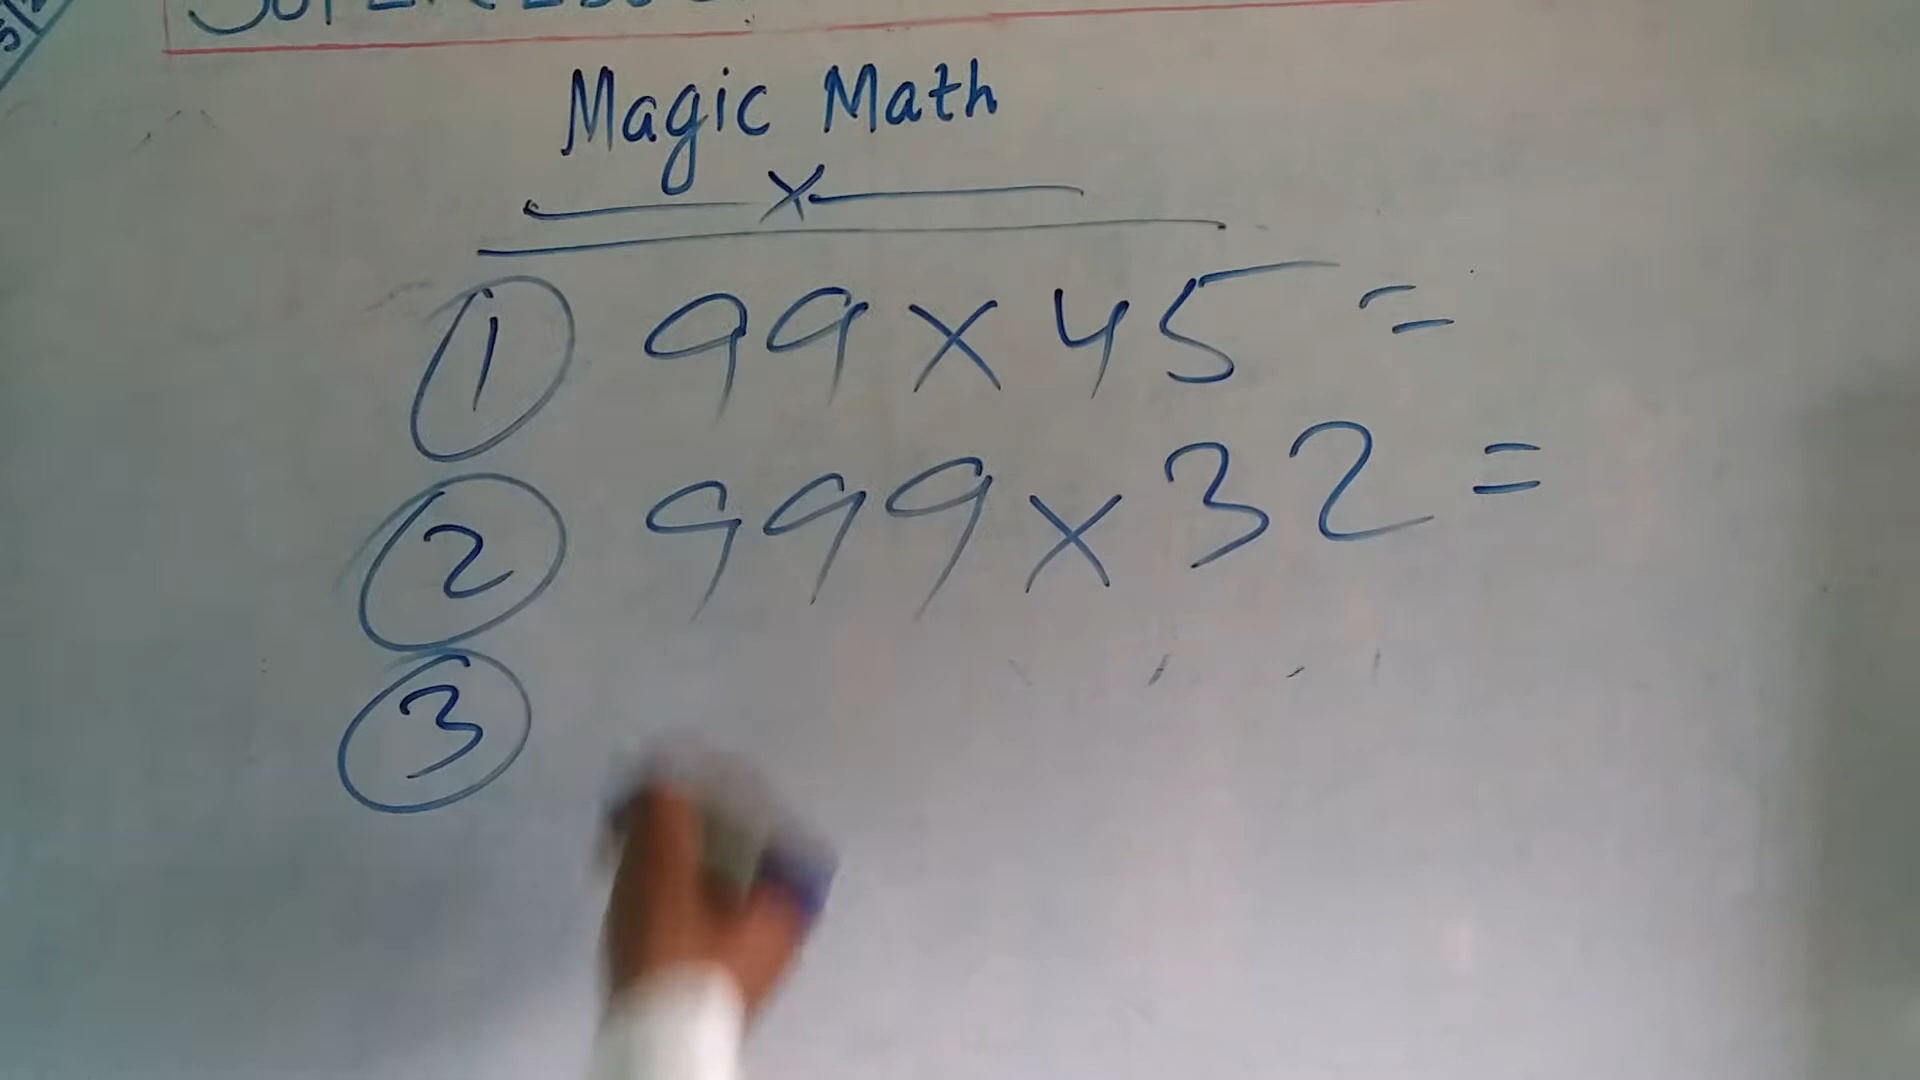 Magic Math
x
1 99 x 45 =
2 999 x 32 =
3